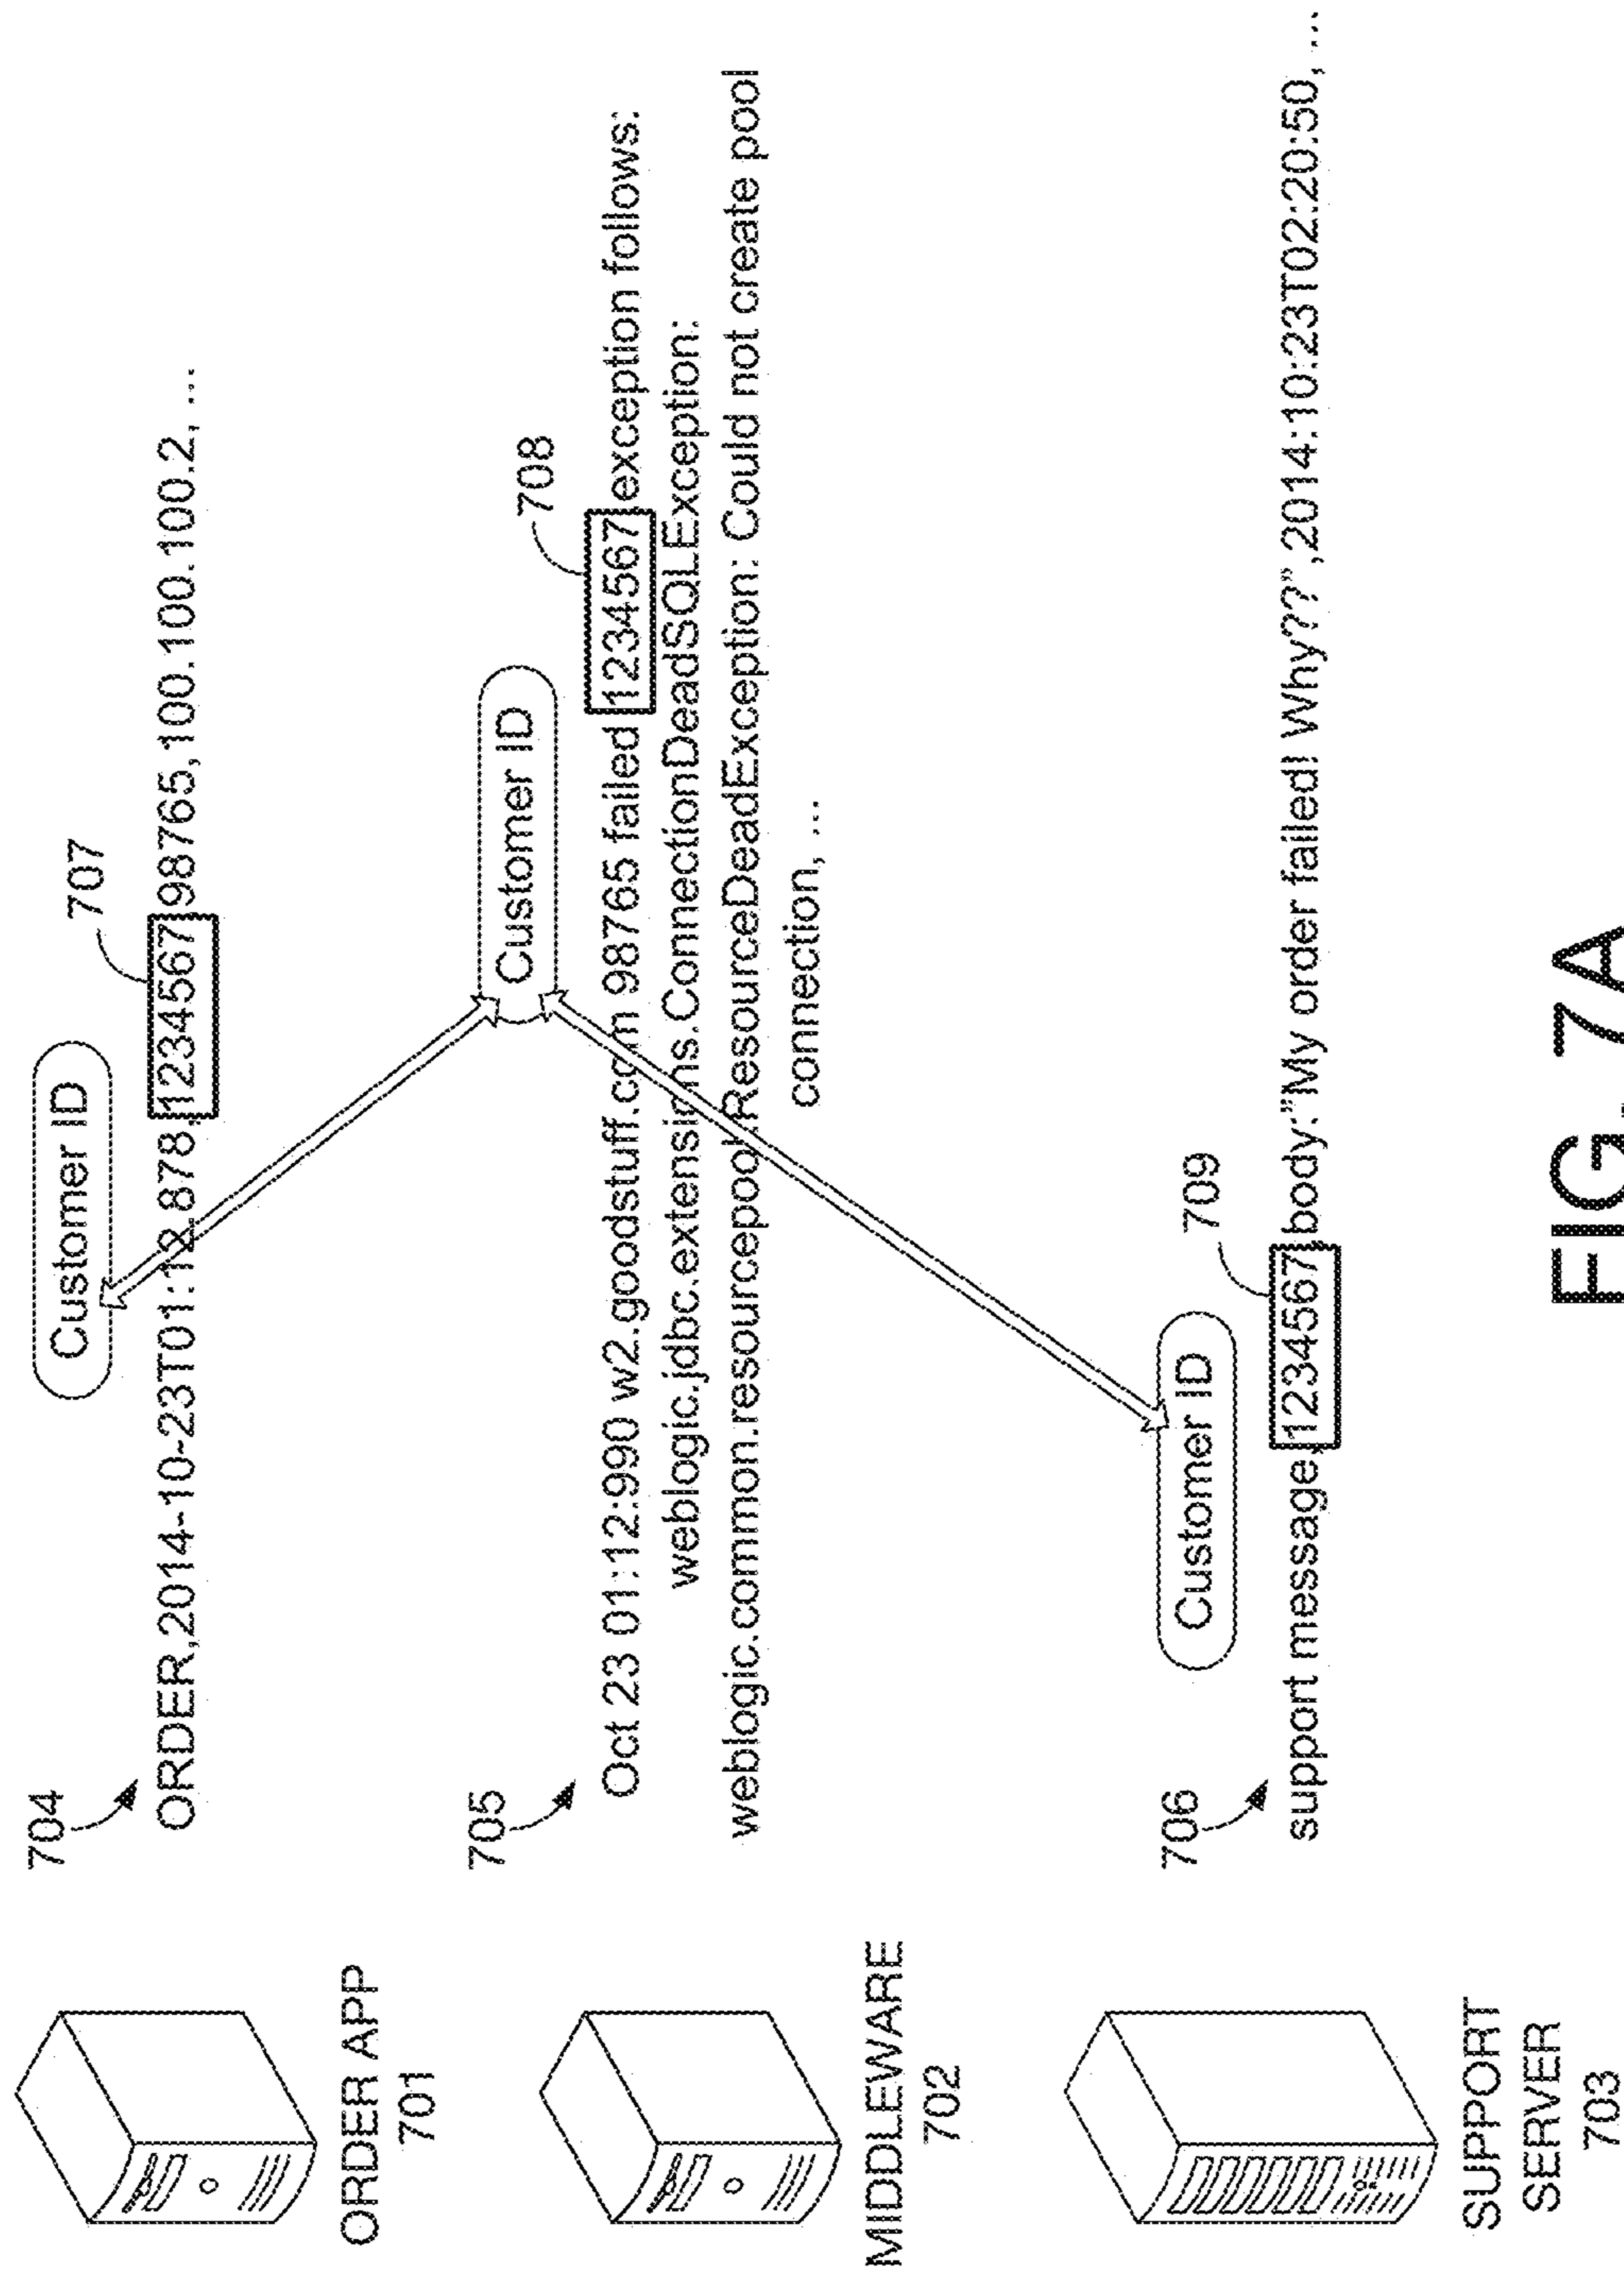 704
Customer ID
707
ORDER,2014-10-23T01:12.878,1234567,98765,100.100.100.2, ...
ORDER APP
701
705
Customer ID
708
Oct 23 01:12:990 w2.goodstuff.com 98765 failed 1234567 exception follows:
weblogic.jdbc.extensions.ConnectionDeadSQLException:
weblogic.common.resourcepool.ResourceDeadException: Could not create pool
connection, ...
MIDDLEWARE
702
706
Customer ID
709
support message,1234567,body:"My order failed! Why??",2014:10:23T02:20:50, ...
SUPPORT
SERVER
703
FIG. 7A